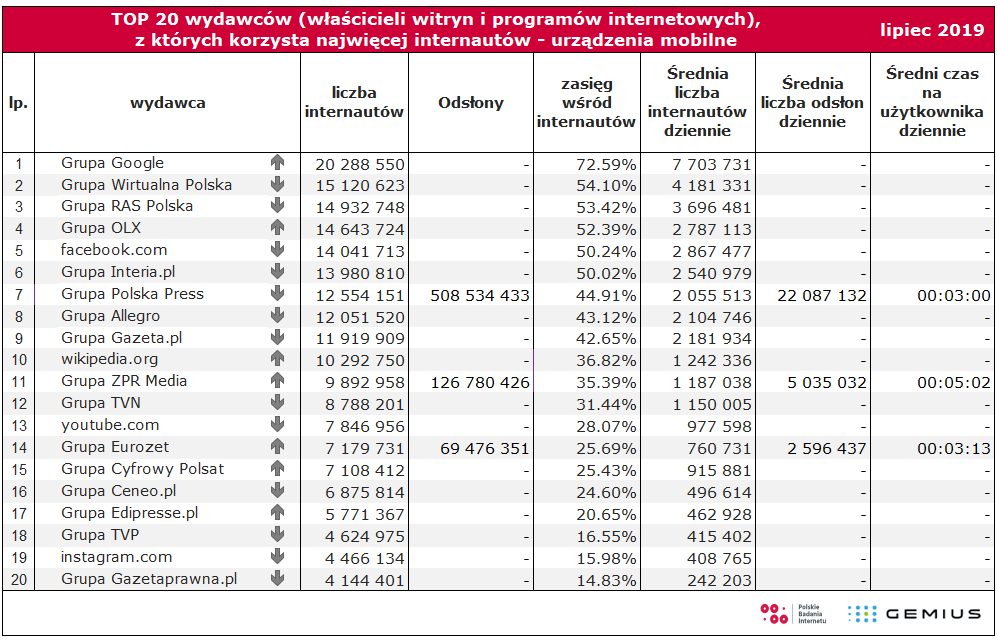 TOP 20 wydawców (właścicieli witryn i programów internetowych),
z których korzysta najwięcej internautów - urządzenia mobilne
lipiec 2019
lp. wydawca liczba internautów Odsłony zasięg wśród internautów Średnia liczba internautów dziennie Średnia liczba odsłon dziennie Średni czas na użytkownika dziennie
1 Grupa Google 20 288 550 - 72.59% 7 703 731 - -
2 Grupa Wirtualna Polska 15 120 623 - 54.10% 4 181 331 - -
3 Grupa RAS Polska 14 932 748 - 53.42% 3 696 481 - -
4 Grupa OLX 14 643 724 - 52.39% 2 787 113 - -
5 facebook.com 14 041 713 - 50.24% 2 867 477 - -
6 Grupa Interia.pl 13 980 810 - 50.02% 2 540 979 - -
7 Grupa Polska Press 12 554 151 508 534 433 44.91% 2 055 513 22 087 132 00:03:00
8 Grupa Allegro 12 051 520 - 43.12% 2 104 746 - -
9 Grupa Gazeta.pl 11 919 909 - 42.65% 2 181 934 - -
10 wikipedia.org 10 292 750 - 36.82% 1 242 336 - -
11 Grupa ZPR Media 9 892 958 126 780 426 35.39% 1 187 038 5 035 032 00:05:02
12 Grupa TVN 8 788 201 - 31.44% 1 150 005 - -
13 youtube.com 7 846 956 - 28.07% 977 598 - -
14 Grupa Eurozet 7 179 731 69 476 351 25.69% 760 731 2 596 437 00:03:13
15 Grupa Cyfrowy Polsat 7 108 412 - 25.43% 915 881 - -
16 Grupa Ceneo.pl 6 875 814 - 24.60% 496 614 - -
17 Grupa Edipresse.pl 5 771 367 - 20.65% 462 928 - -
18 Grupa TVP 4 624 975 - 16.55% 415 402 - -
19 instagram.com 4 466 134 - 15.98% 408 765 - -
20 Grupa Gazetaprawna.pl 4 144 401 - 14.83% 242 203 - -
Polskie
Badania
Internetu
GEMIUS